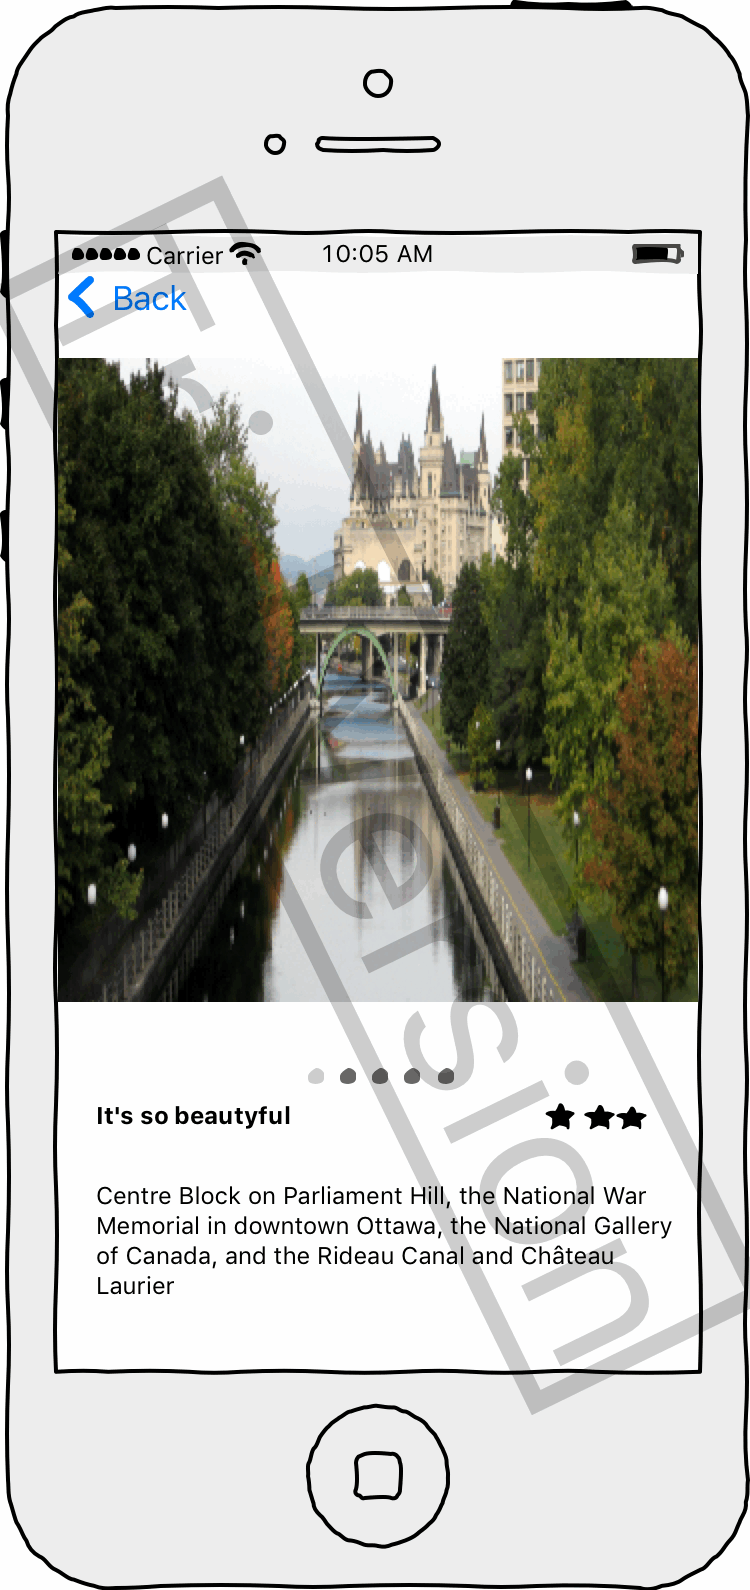 Carrier 10:05 AM
Back
It's so beautyful
Centre Block on Parliament Hill, the National War
Memorial in downtown Ottawa, the National Gallery
of Canada, and the Rideau Canal and Château
Laurier